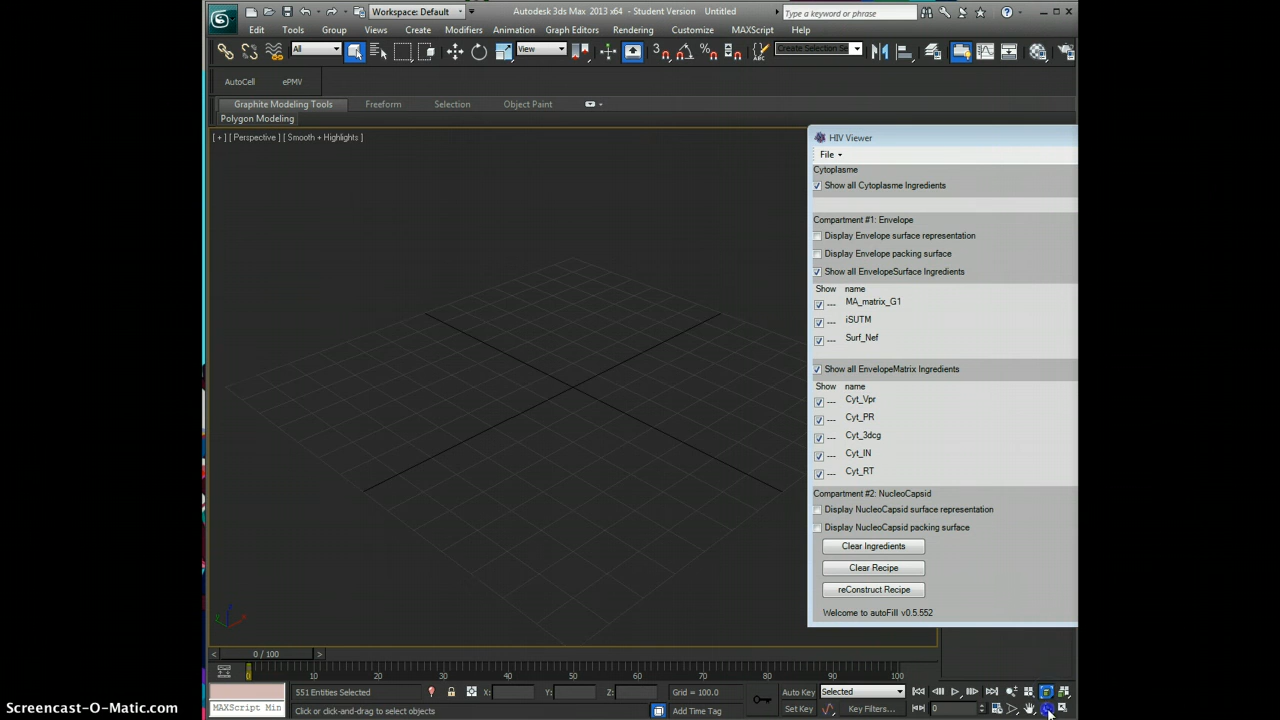 Workspace: Default
Autodesk 3ds Max 2013 x64 - Student Version Untitled
Type a keyword or phrase
Edit Tools Group Views Create Modifiers Animation Graph Editors Rendering Customize MAXScript Help
All
View
Create Selection Se
AutoCell ePMV
Graphite Modeling Tools Freeform Selection Object Paint
Polygon Modeling
[ + ] [ Perspective ] [ Smooth + Highlights ]
HIV Viewer
File
Cytoplasme
Show all Cytoplasme Ingredients
Compartment #1: Envelope
Display Envelope surface representation
Display Envelope packing surface
Show all EnvelopeSurface Ingredients
Show name
--- MA_matrix_G1
--- iSUTM
--- Surf_Nef
Show all EnvelopeMatrix Ingredients
Show name
--- Cyt_Vpr
--- Cyt_PR
--- Cyt_3dcg
--- Cyt_IN
--- Cyt_RT
Compartment #2: NucleoCapsid
Display NucleoCapsid surface representation
Display NucleoCapsid packing surface
Clear Ingredients
Clear Recipe
reConstruct Recipe
Welcome to autoFill v0.5.552
< 0 / 100 >
0 10 20 30 40 50 60 70 80 90 100
551 Entities Selected X: Y: Z: Grid = 100.0 Auto Key Selected
MAXScript Min Click or click-and-drag to select objects Add Time Tag Set Key Key Filters... 0
Screencast-O-Matic.com